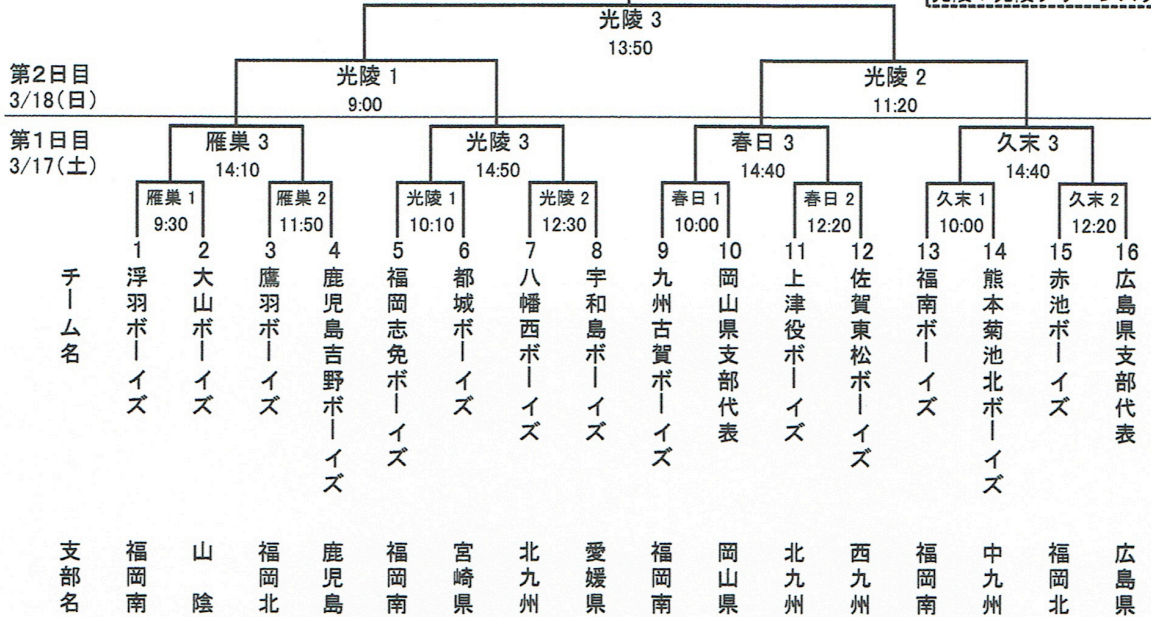 光陵 3
13:50
第2日目
3/18(日)
光陵 1
9:00
光陵 2
11:20
第1日目
3/17(土)
雁巣 3
14:10
光陵 3
14:50
春日 3
14:40
久末 3
14:40
雁巣 1
9:30
雁巣 2
11:50
光陵 1
10:10
光陵 2
12:30
春日 1
10:00
春日 2
12:20
久末 1
10:00
久末 2
12:20
1 2 3 4 5 6 7 8 9 10 11 12 13 14 15 16
チーム名
浮羽ボーイズ
大山ボーイズ
鷹羽ボーイズ
鹿児島吉野ボーイズ
福岡志免ボーイズ
都城ボーイズ
八幡西ボーイズ
宇和島ボーイズ
九州古賀ボーイズ
岡山県支部代表
上津役ボーイズ
佐賀東松ボーイズ
福南ボーイズ
熊本菊池北ボーイズ
赤池ボーイズ
広島県支部代表
支部名
福岡南
山陰
福岡北
鹿児島
福岡南
宮崎県
北九州
愛媛県
福岡南
岡山県
北九州
西九州
福岡南
中九州
福岡北
広島県